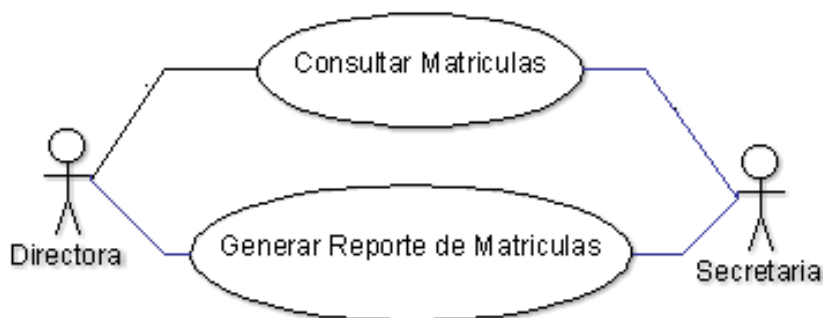 Consultar Matriculas
Directora
Generar Reporte de Matriculas
Secretaria